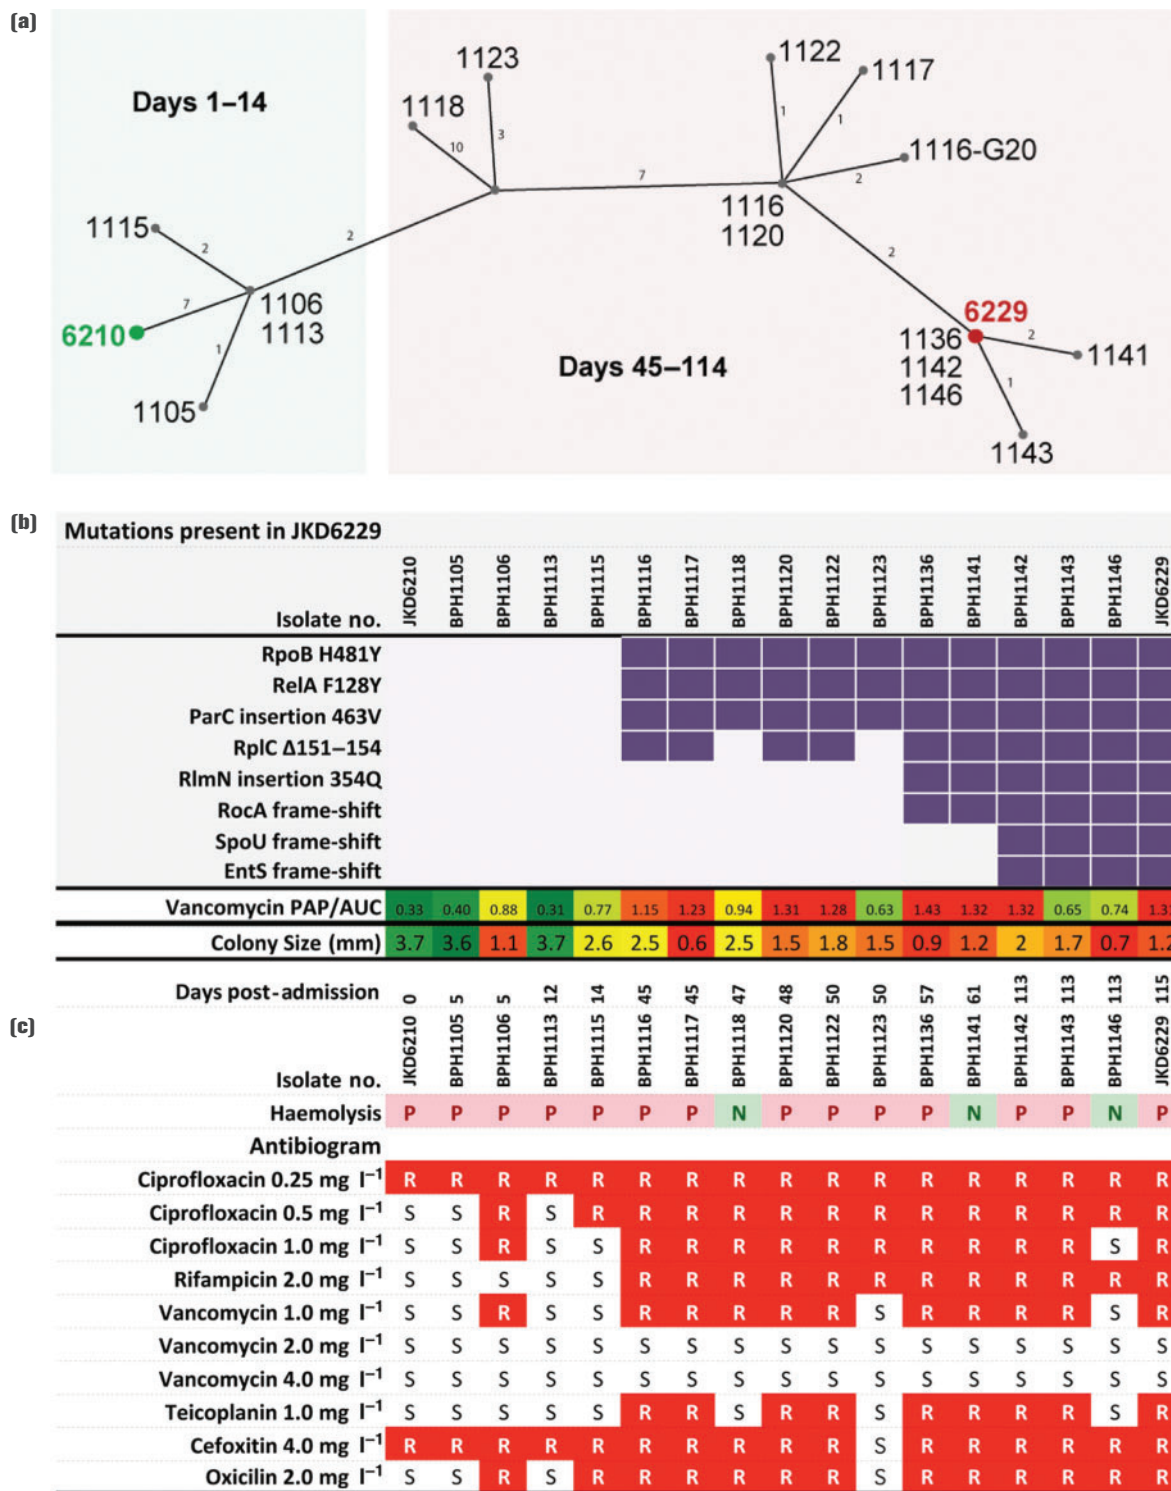 (a)
Days 1–14
1123
1118
10
3
1122
1117
1
1
1116-G20
2
7
1116
1120
1115
2
2
7
6210
1106
1113
1
1105
Days 45–114
2
6229
1136
1142
1146
2
1141
1
1143
(b)
Mutations present in JKD6229
Isolate no. JKD6210 BPH1105 BPH1106 BPH1113 BPH1115 BPH1116 BPH1117 BPH1118 BPH1120 BPH1122 BPH1123 BPH1136 BPH1141 BPH1142 BPH1143 BPH1146 JKD6229
RpoB H481Y
RelA F128Y
ParC insertion 463V
RplC Δ151–154
RlmN insertion 354Q
RocA frame-shift
SpoU frame-shift
EntS frame-shift
Vancomycin PAP/AUC 0.33 0.40 0.88 0.31 0.77 1.15 1.23 0.94 1.31 1.28 0.63 1.43 1.32 1.32 0.65 0.74
Colony Size (mm) 3.7 3.6 1.1 3.7 2.6 2.5 0.6 2.5 1.5 1.8 1.5 0.9 1.2 2 1.7 0.7 1.2
Days post-admission 0 5 5 12 14 45 45 47 48 50 50 57 61 113 113 113 115
(c)
Isolate no. JKD6210 BPH1105 BPH1106 BPH1113 BPH1115 BPH1116 BPH1117 BPH1118 BPH1120 BPH1122 BPH1123 BPH1136 BPH1141 BPH1142 BPH1143 BPH1146 JKD6229
Haemolysis P P P P P P P N P P P P N P P N P
Antibiogram
Ciprofloxacin 0.25 mg l⁻¹ R R R R R R R R R R R R R R R R R
Ciprofloxacin 0.5 mg l⁻¹ S S R S R R R R R R R R R R R R R
Ciprofloxacin 1.0 mg l⁻¹ S S R S S R R R R R R R R R R S R
Rifampicin 2.0 mg l⁻¹ S S S S S R R R R R R R R R R R R
Vancomycin 1.0 mg l⁻¹ S S R S S R R R R R S R R R R S R
Vancomycin 2.0 mg l⁻¹ S S S S S S S S S S S S S S S S S
Vancomycin 4.0 mg l⁻¹ S S S S S S S S S S S S S S S S S
Teicoplanin 1.0 mg l⁻¹ S S S S S R R S R R S R R R R S R
Cefoxitin 4.0 mg l⁻¹ R R R R R R R R R R S R R R R R R
Oxicilin 2.0 mg l⁻¹ S S R S R R R R R R S R R R R R R